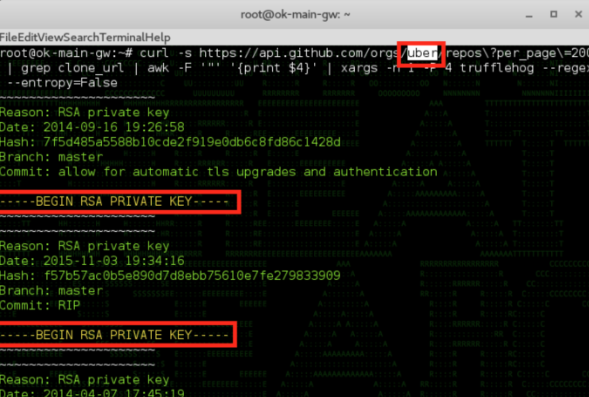 root@ok-main-gw: ~
FileEditViewSearchTerminalHelp
root@ok-main-gw:~# curl -s https://api.github.com/orgs/uber/repos\?per_page\=200
| grep clone_url | awk -F '"' '{print $4}' | xargs -n 1 -P 4 trufflehog --regex
--entropy=False
~~~~~~~~~~~~~~~~~~~~~
Reason: RSA private key
Date: 2014-09-16 19:26:58
Hash: 7f5d485a5588b10cde2f919e0db6c8fd86c1428d
Branch: master
Commit: allow for automatic tls upgrades and authentication
-----BEGIN RSA PRIVATE KEY-----
~~~~~~~~~~~~~~~~~~~~~
~~~~~~~~~~~~~~~~~~~~~
Reason: RSA private key
Date: 2015-11-03 19:34:16
Hash: f57b57ac0b5e890d7d8ebb75610e7fe279833909
Branch: master
Commit: RIP
-----BEGIN RSA PRIVATE KEY-----
~~~~~~~~~~~~~~~~~~~~~
~~~~~~~~~~~~~~~~~~~~~
Reason: RSA private key
Date: 2014-04-07 17:45:19